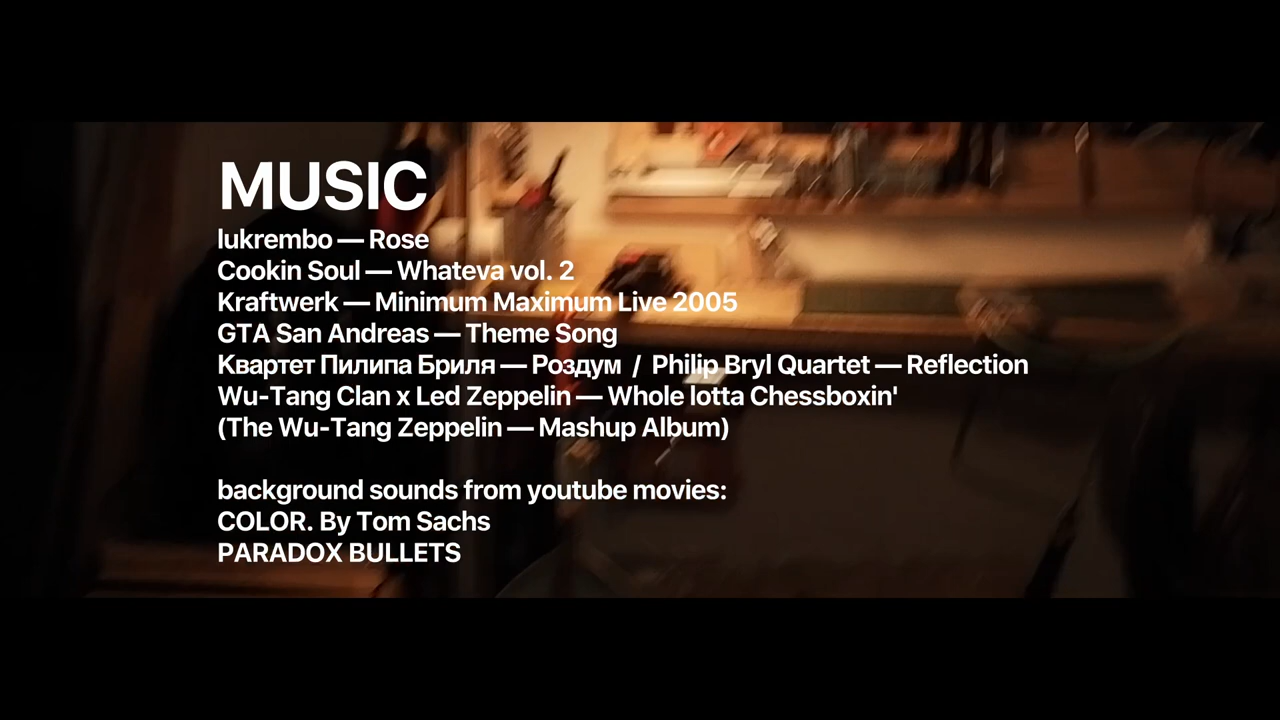 MUSIC
lukrembo — Rose
Cookin Soul — Whateva vol. 2
Kraftwerk — Minimum Maximum Live 2005
GTA San Andreas — Theme Song
Квартет Пилипа Бриля — Роздум / Philip Bryl Quartet — Reflection
Wu-Tang Clan x Led Zeppelin — Whole lotta Chessboxin'
(The Wu-Tang Zeppelin — Mashup Album)
background sounds from youtube movies:
COLOR. By Tom Sachs
PARADOX BULLETS